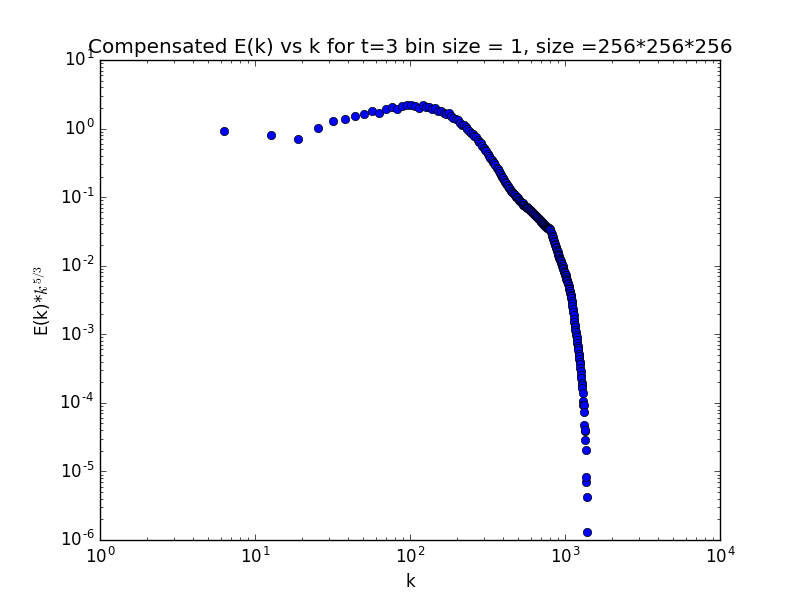 Compensated E(k) vs k for t=3 bin size = 1, size =256*256*256
10^1
10^0
10^-1
10^-2
10^-3
10^-4
10^-5
10^-6
E(k)*k^5/3
10^0 10^1 10^2 10^3 10^4
k